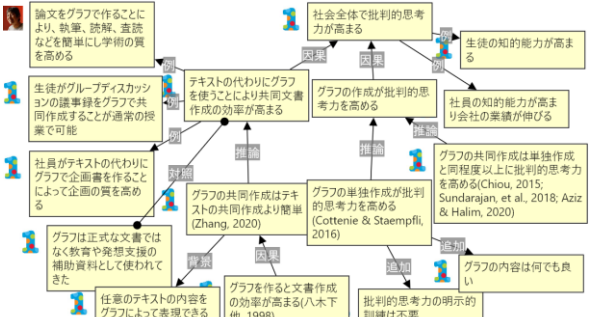 論文をグラフで作ることに
より、執筆、読解、査読
などを簡単にし学術の質
を高める
社会全体で批判的思考
力が高まる
生徒の知的能力が高ま
る
例
因果
因果
例
例
生徒がグループディスカッ
ションの議事録をグラフで共
同作成することが通常の授
業で可能
例
テキストの代わりにグラフ
を使うことにより共同文書
作成の効率が高まる
グラフの作成が批判的思
考力を高める
社員の知的能力が高ま
り会社の業績が伸びる
例
推論
推論
推論
社員がテキストの代わりに
グラフで企画書を作ること
によって企画の質を高め
る
対照
グラフの共同作成はテキ
ストの共同作成より簡単
(Zhang, 2020)
グラフの単独作成が批判
的思考力を高める
(Cottenie & Staempfli,
2016)
グラフの共同作成は単独作成
と同程度以上に批判的思考力
を高める(Chiou, 2015;
Sundarajan, et al., 2018; Aziz
& Halim, 2020)
グラフは正式な文書では
なく教育や発想支援の
補助資料として使われて
きた
背景
因果
追加
追加
グラフの内容は何でも良
い
任意のテキストの内容を
グラフによって表現できる
グラフを作ると文書作成
の効率が高まる(八木下
他, 1998)
批判的思考力の明示的
訓練は不要